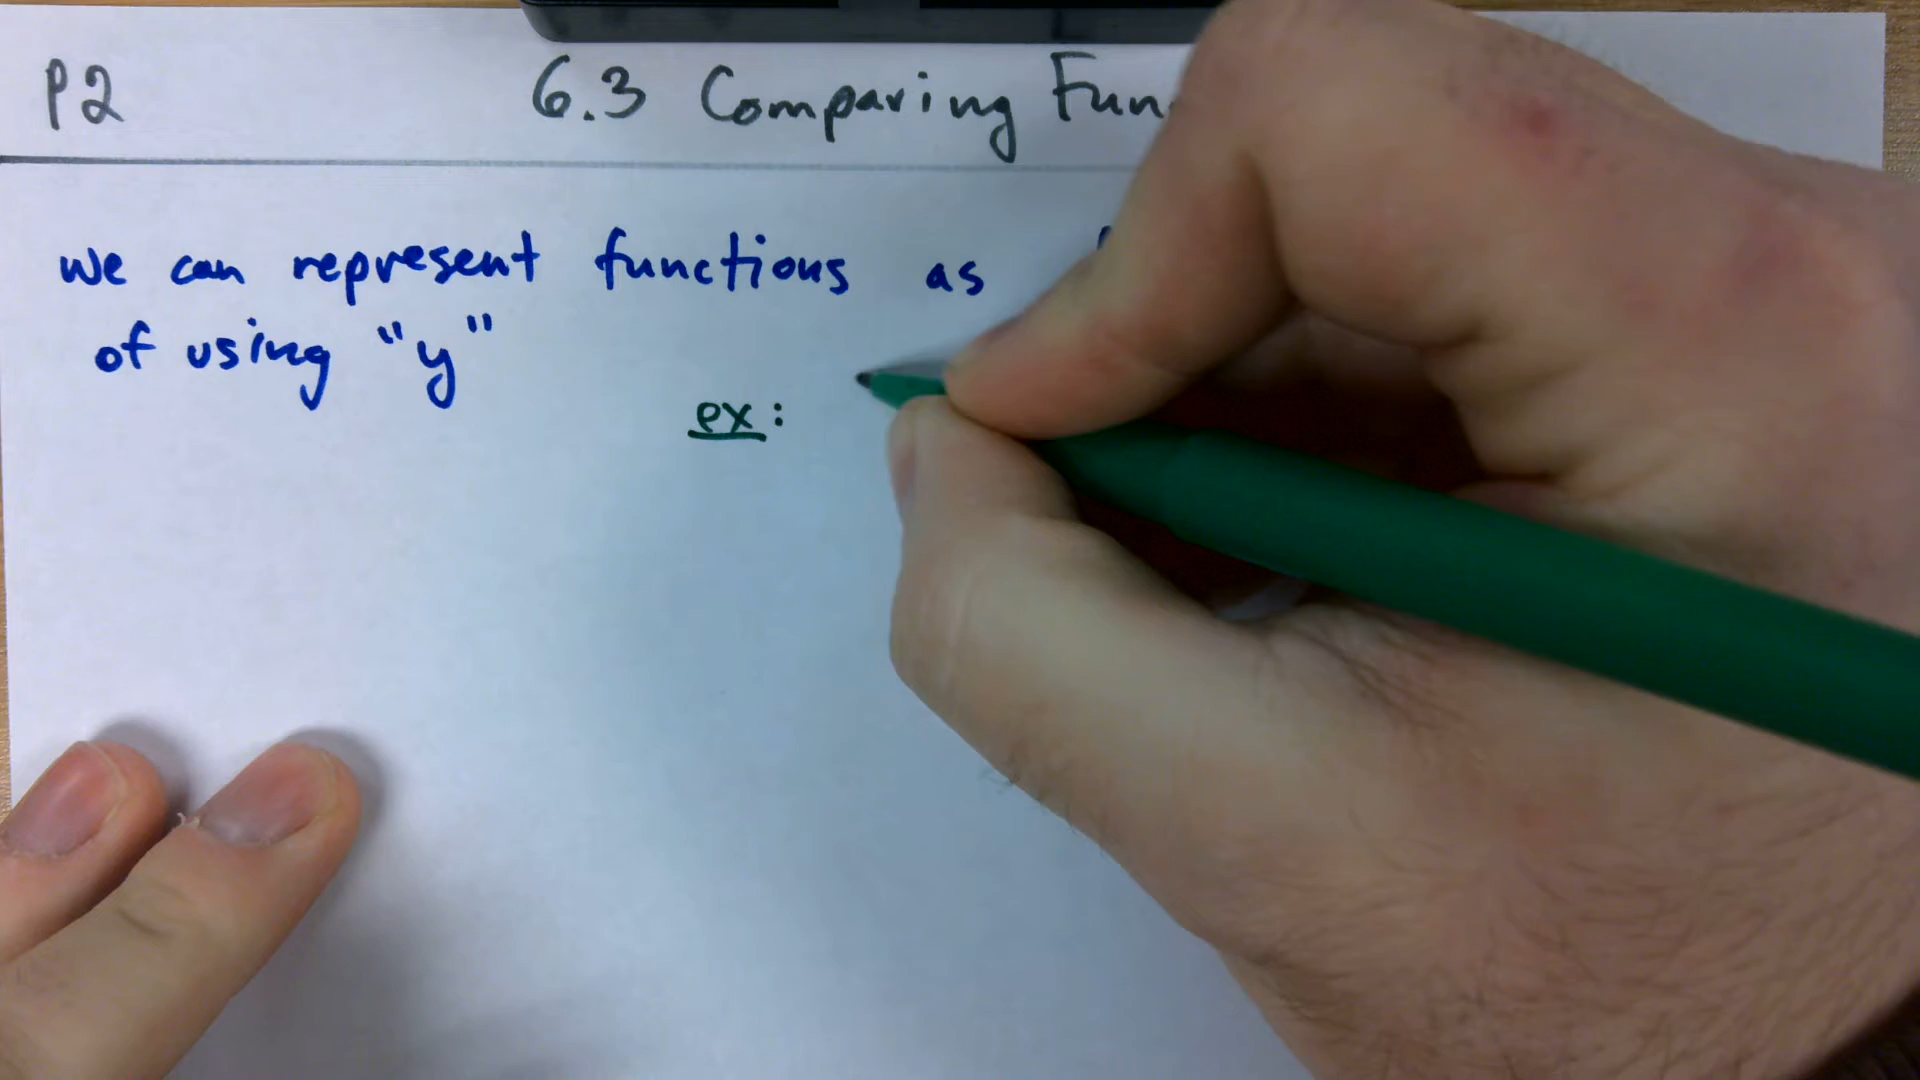 P2
6.3 Comparing Fun
we can represent functions as
of using "y"
ex: